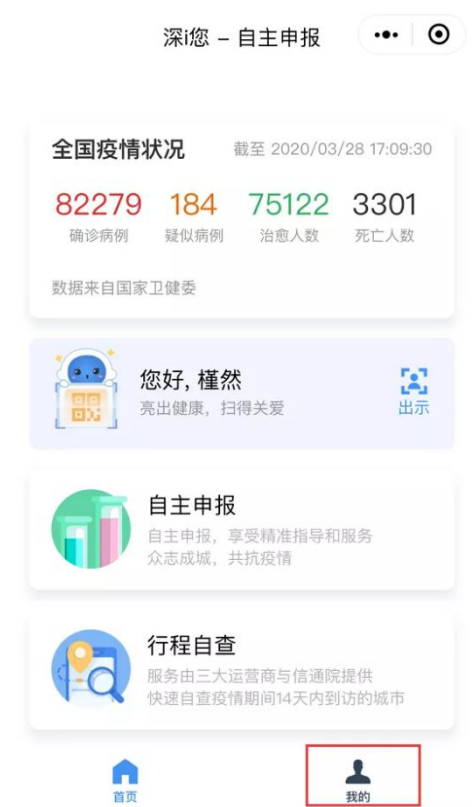 深i您 – 自主申报
全国疫情状况 截至 2020/03/28 17:09:30
82279 184 75122 3301
确诊病例 疑似病例 治愈人数 死亡人数
数据来自国家卫健委
您好, 槿然
亮出健康，扫得关爱
出示
自主申报
自主申报，享受精准指导和服务
众志成城，共抗疫情
行程自查
服务由三大运营商与信通院提供
快速自查疫情期间14天内到访的城市
首页 我的